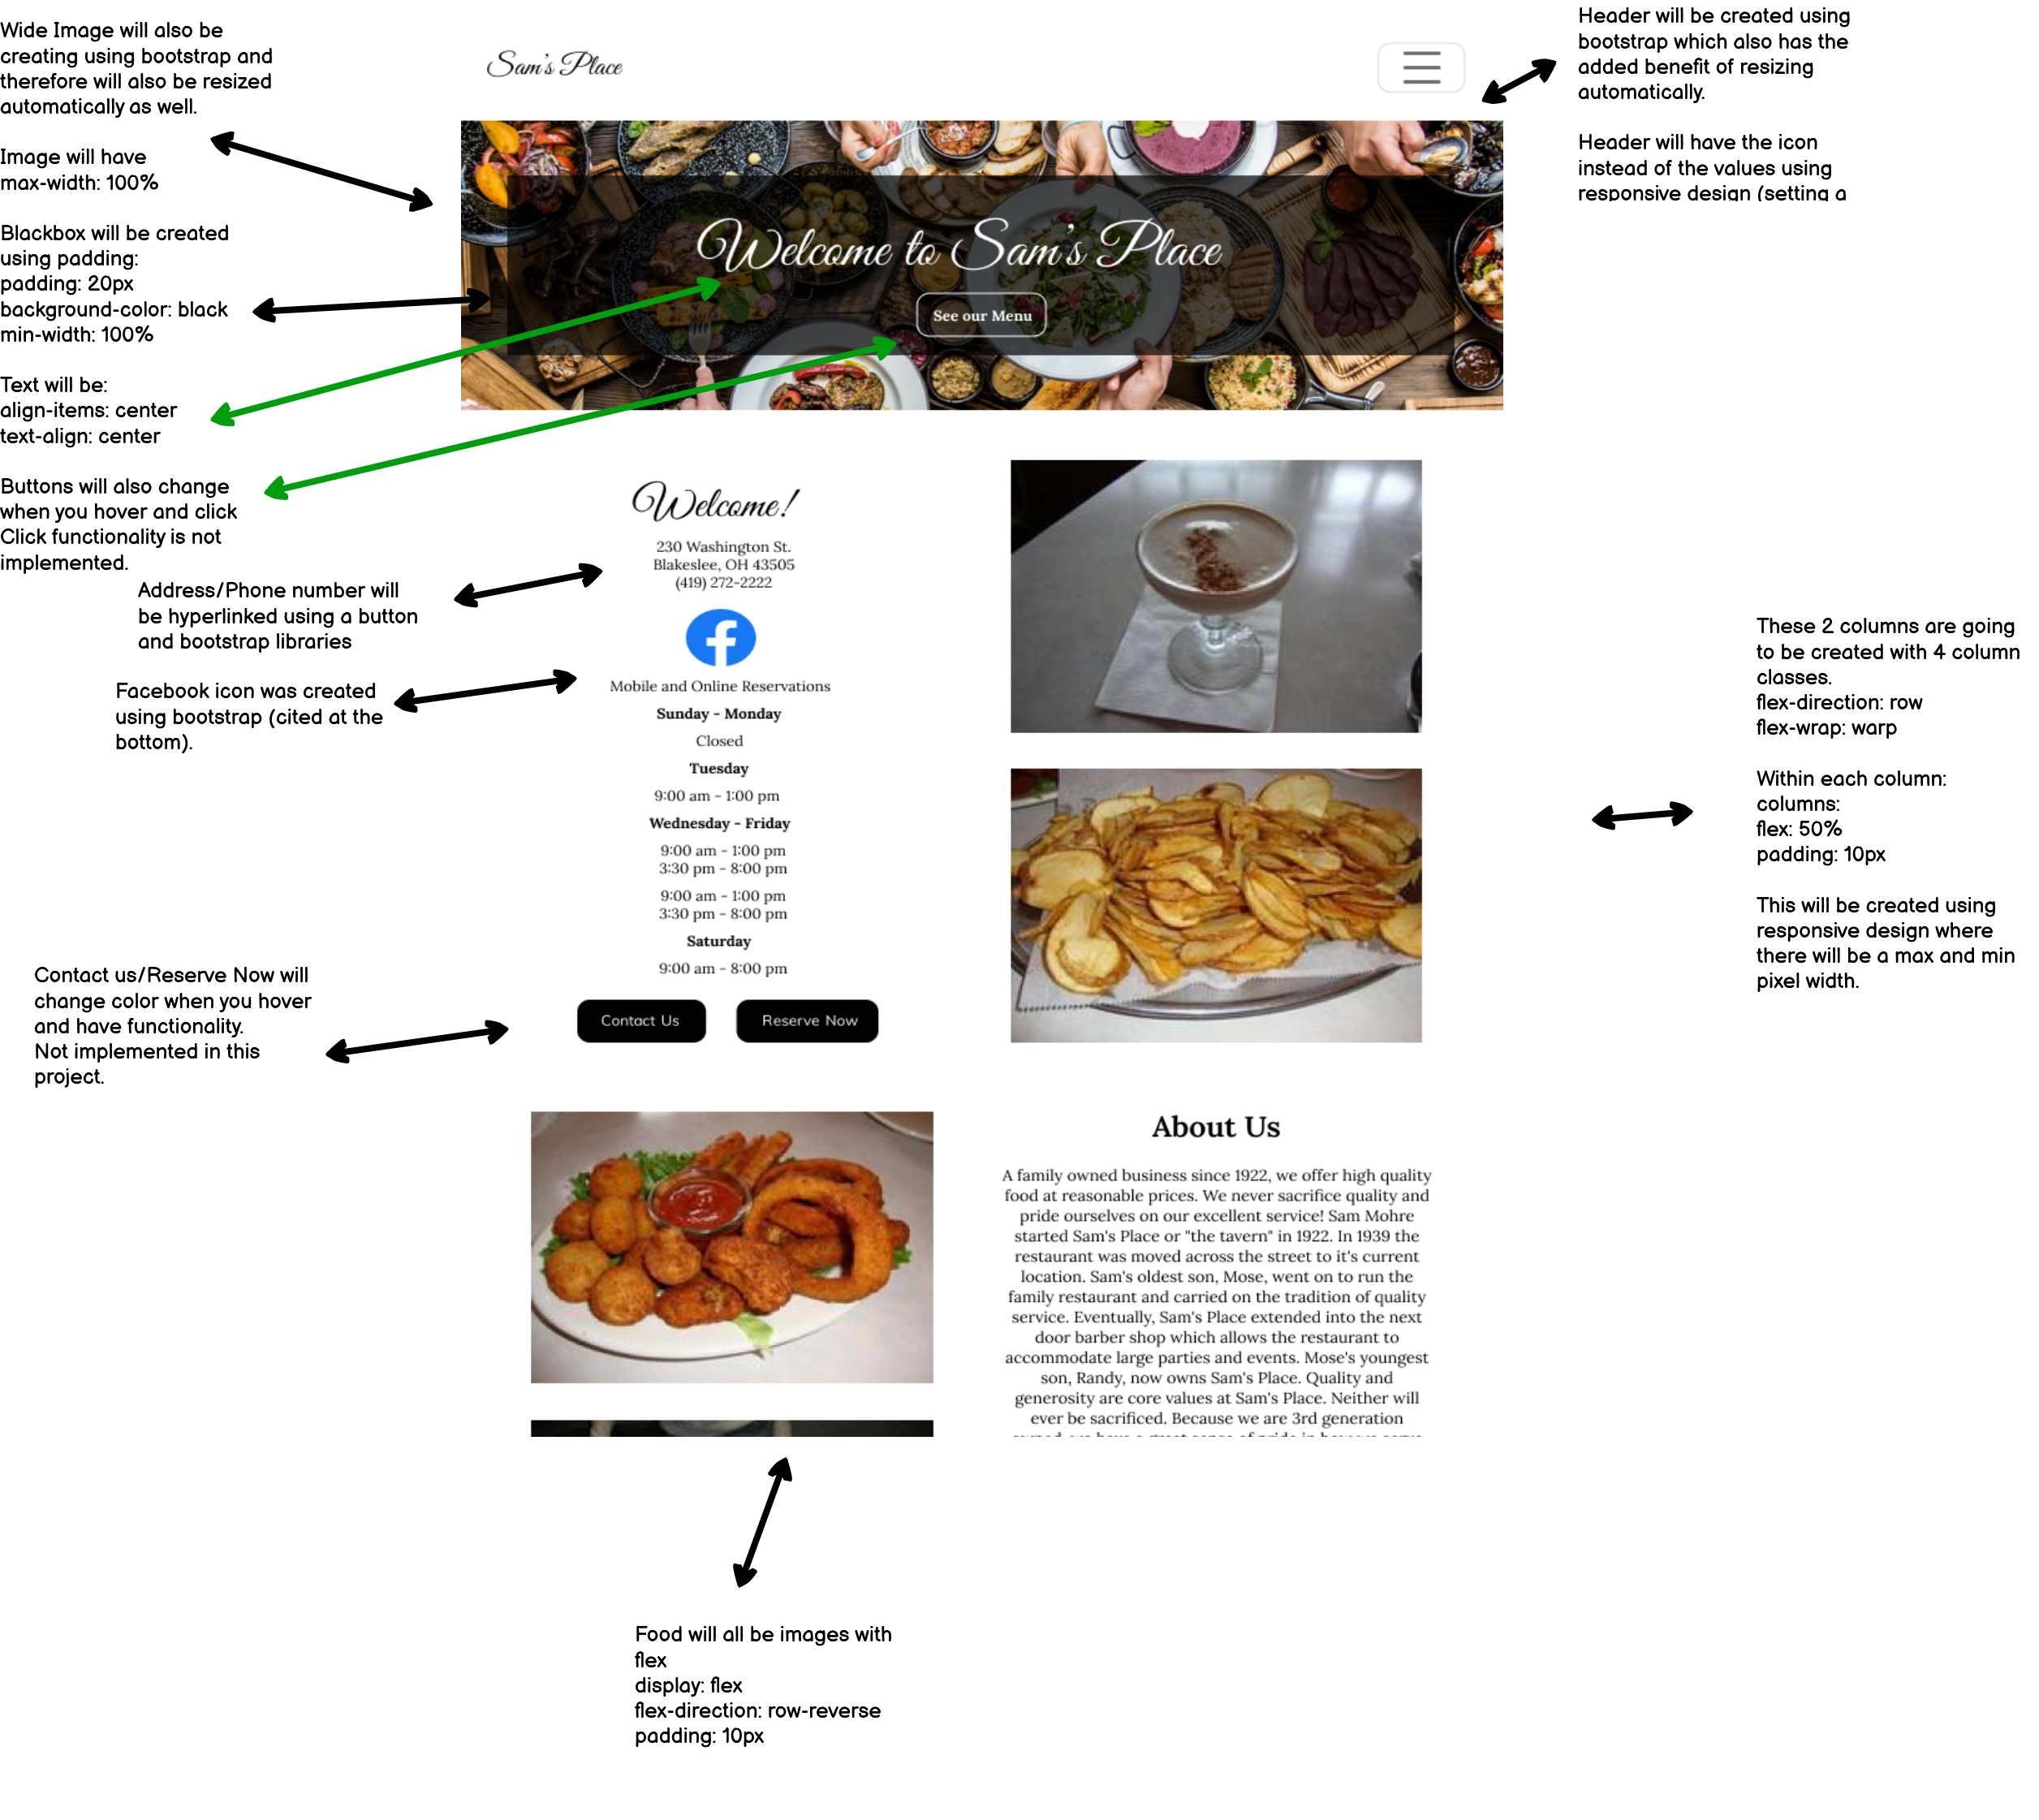 Wide Image will also be
creating using bootstrap and
therefore will also be resized
automatically as well.
Image will have
max-width: 100%
Blackbox will be created
using padding:
padding: 20px
background-color: black
min-width: 100%
Text will be:
align-items: center
text-align: center
Buttons will also change
when you hover and click
Click functionality is not
implemented.
Address/Phone number will
be hyperlinked using a button
and bootstrap libraries
Facebook icon was created
using bootstrap (cited at the
bottom).
Contact us/Reserve Now will
change color when you hover
and have functionality.
Not implemented in this
project.
Sam's Place
Welcome to Sam's Place
See our Menu
Welcome!
230 Washington St.
Blakeslee, OH 43505
(419) 272-2222
Mobile and Online Reservations
Sunday - Monday
Closed
Tuesday
9:00 am - 1:00 pm
Wednesday - Friday
9:00 am - 1:00 pm
3:30 pm - 8:00 pm
9:00 am - 1:00 pm
3:30 pm - 8:00 pm
Saturday
9:00 am - 8:00 pm
Contact Us
Reserve Now
About Us
A family owned business since 1922, we offer high quality
food at reasonable prices. We never sacrifice quality and
pride ourselves on our excellent service! Sam Mohre
started Sam's Place or "the tavern" in 1922. In 1939 the
restaurant was moved across the street to it's current
location. Sam's oldest son, Mose, went on to run the
family restaurant and carried on the tradition of quality
service. Eventually, Sam's Place extended into the next
door barber shop which allows the restaurant to
accommodate large parties and events. Mose's youngest
son, Randy, now owns Sam's Place. Quality and
generosity are core values at Sam's Place. Neither will
ever be sacrificed. Because we are 3rd generation
Header will be created using
bootstrap which also has the
added benefit of resizing
automatically.
Header will have the icon
instead of the values using
responsive design (setting a
These 2 columns are going
to be created with 4 column
classes.
flex-direction: row
flex-wrap: warp
Within each column:
columns:
flex: 50%
padding: 10px
This will be created using
responsive design where
there will be a max and min
pixel width.
Food will all be images with
flex
display: flex
flex-direction: row-reverse
padding: 10px